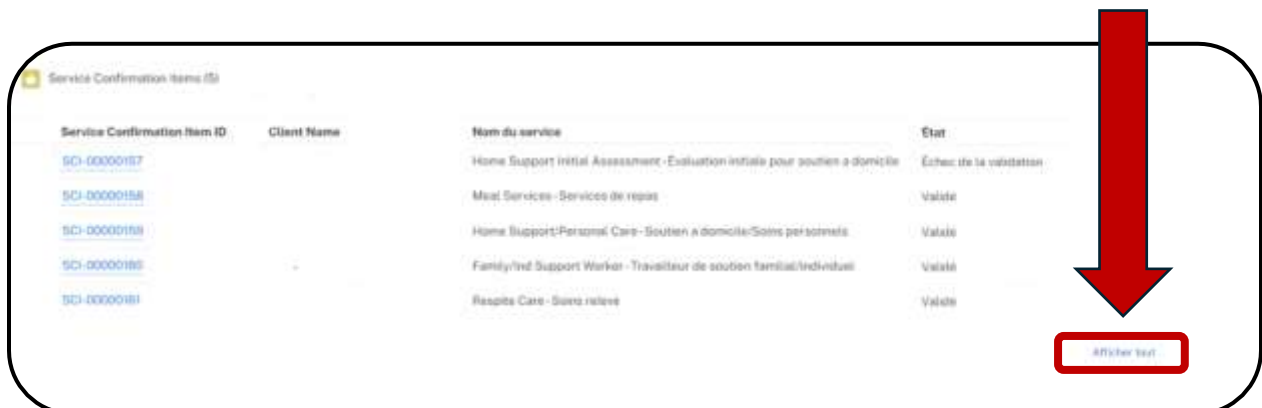 Service Confirmation Items (5)
Service Confirmation Item ID Client Name Nom du service État
SCI-00000157 Home Support Initial Assessment - Évaluation initiale pour soutien a domicile Échec de la validation
SCI-00000158 Meal Services - Services de repas Validé
SCI-00000159 Home Support/Personal Care - Soutien a domicile/Soins personnels Validé
SCI-00000160 Family/Ind Support Worker - Travailleur de soutien familial/individuel Validé
SCI-00000161 Respite Care - Soins relève Validé
Afficher tout